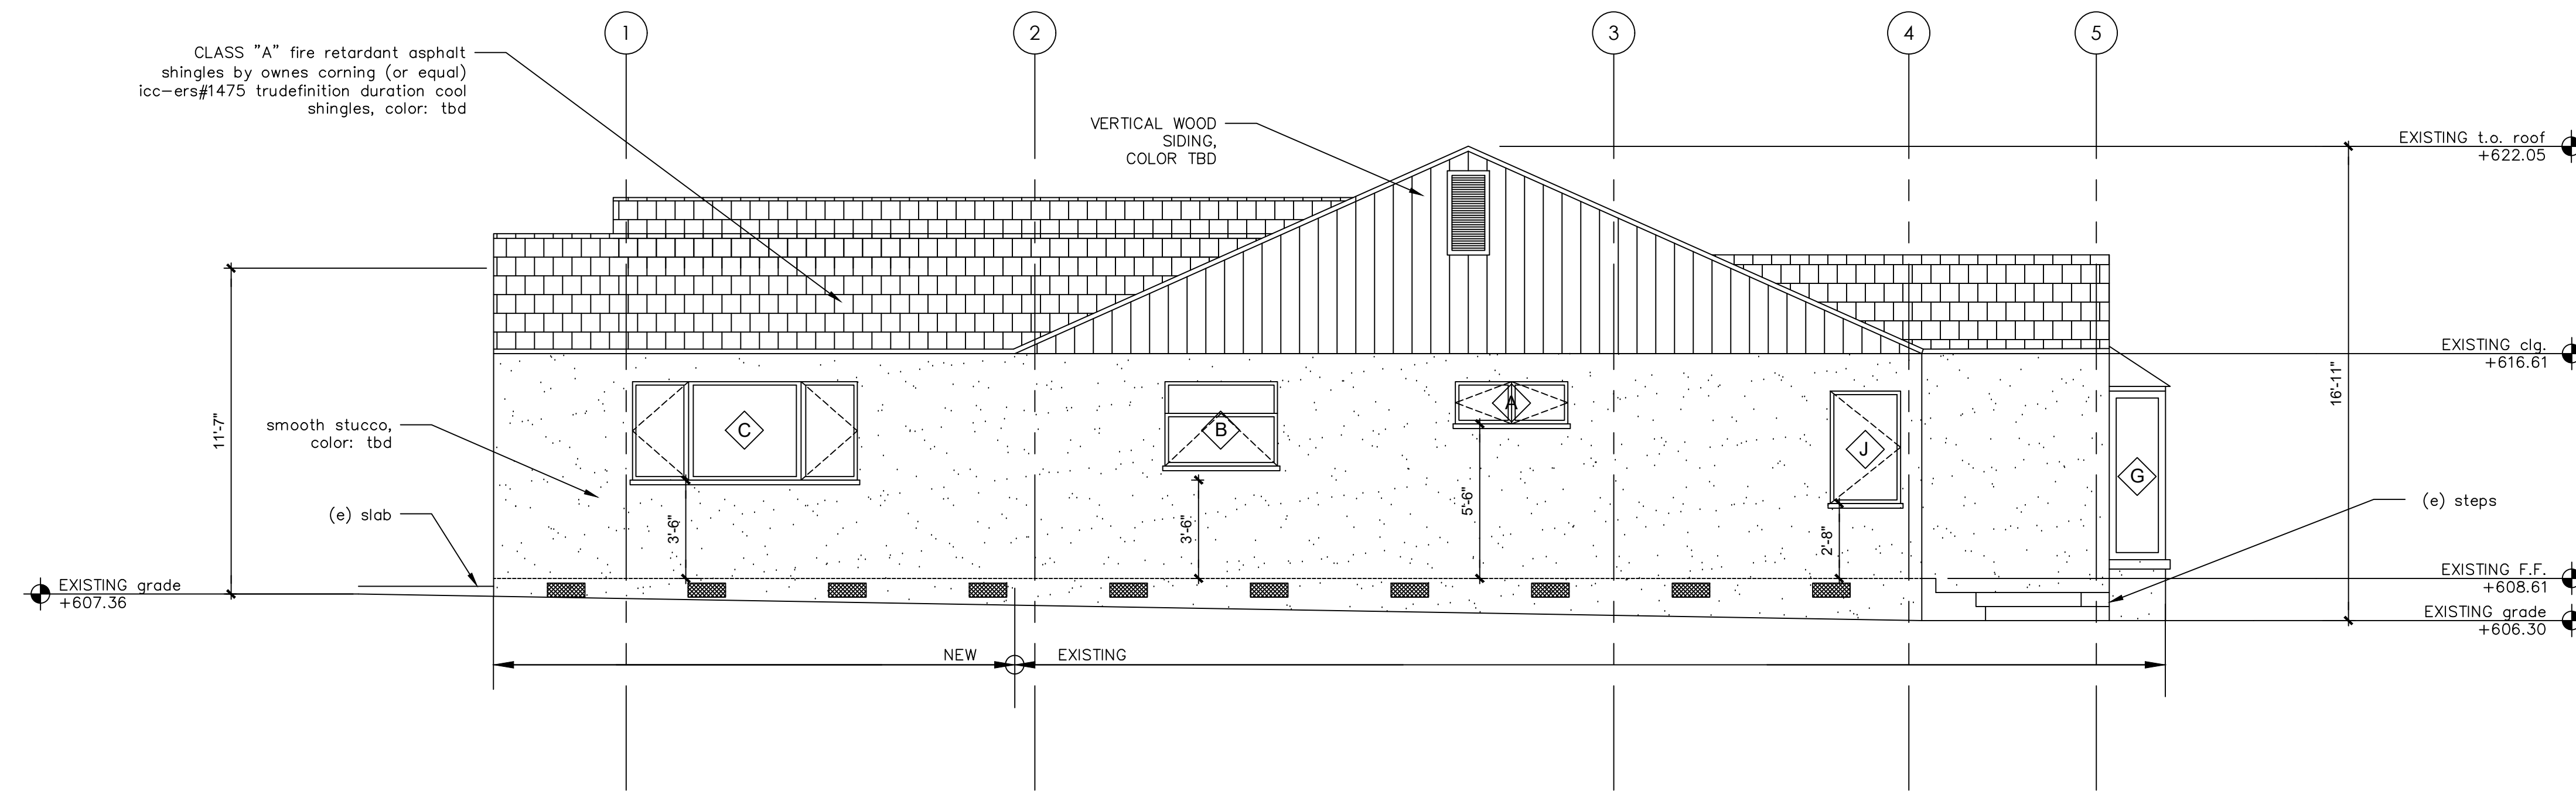 1
2
3
4
5
CLASS "A" fire retardant asphalt
shingles by ownes corning (or equal)
icc-ers#1475 trudefinition duration cool
shingles, color: tbd
VERTICAL WOOD
SIDING,
COLOR TBD
EXISTING t.o. roof
+622.05
EXISTING clg.
+616.61
16'-11"
11'-7"
smooth stucco,
color: tbd
C
B
A
J
G
(e) slab
(e) steps
3'-6"
3'-6"
5'-6"
2'-8"
EXISTING grade
+607.36
EXISTING F.F.
+608.61
EXISTING grade
+606.30
NEW
EXISTING